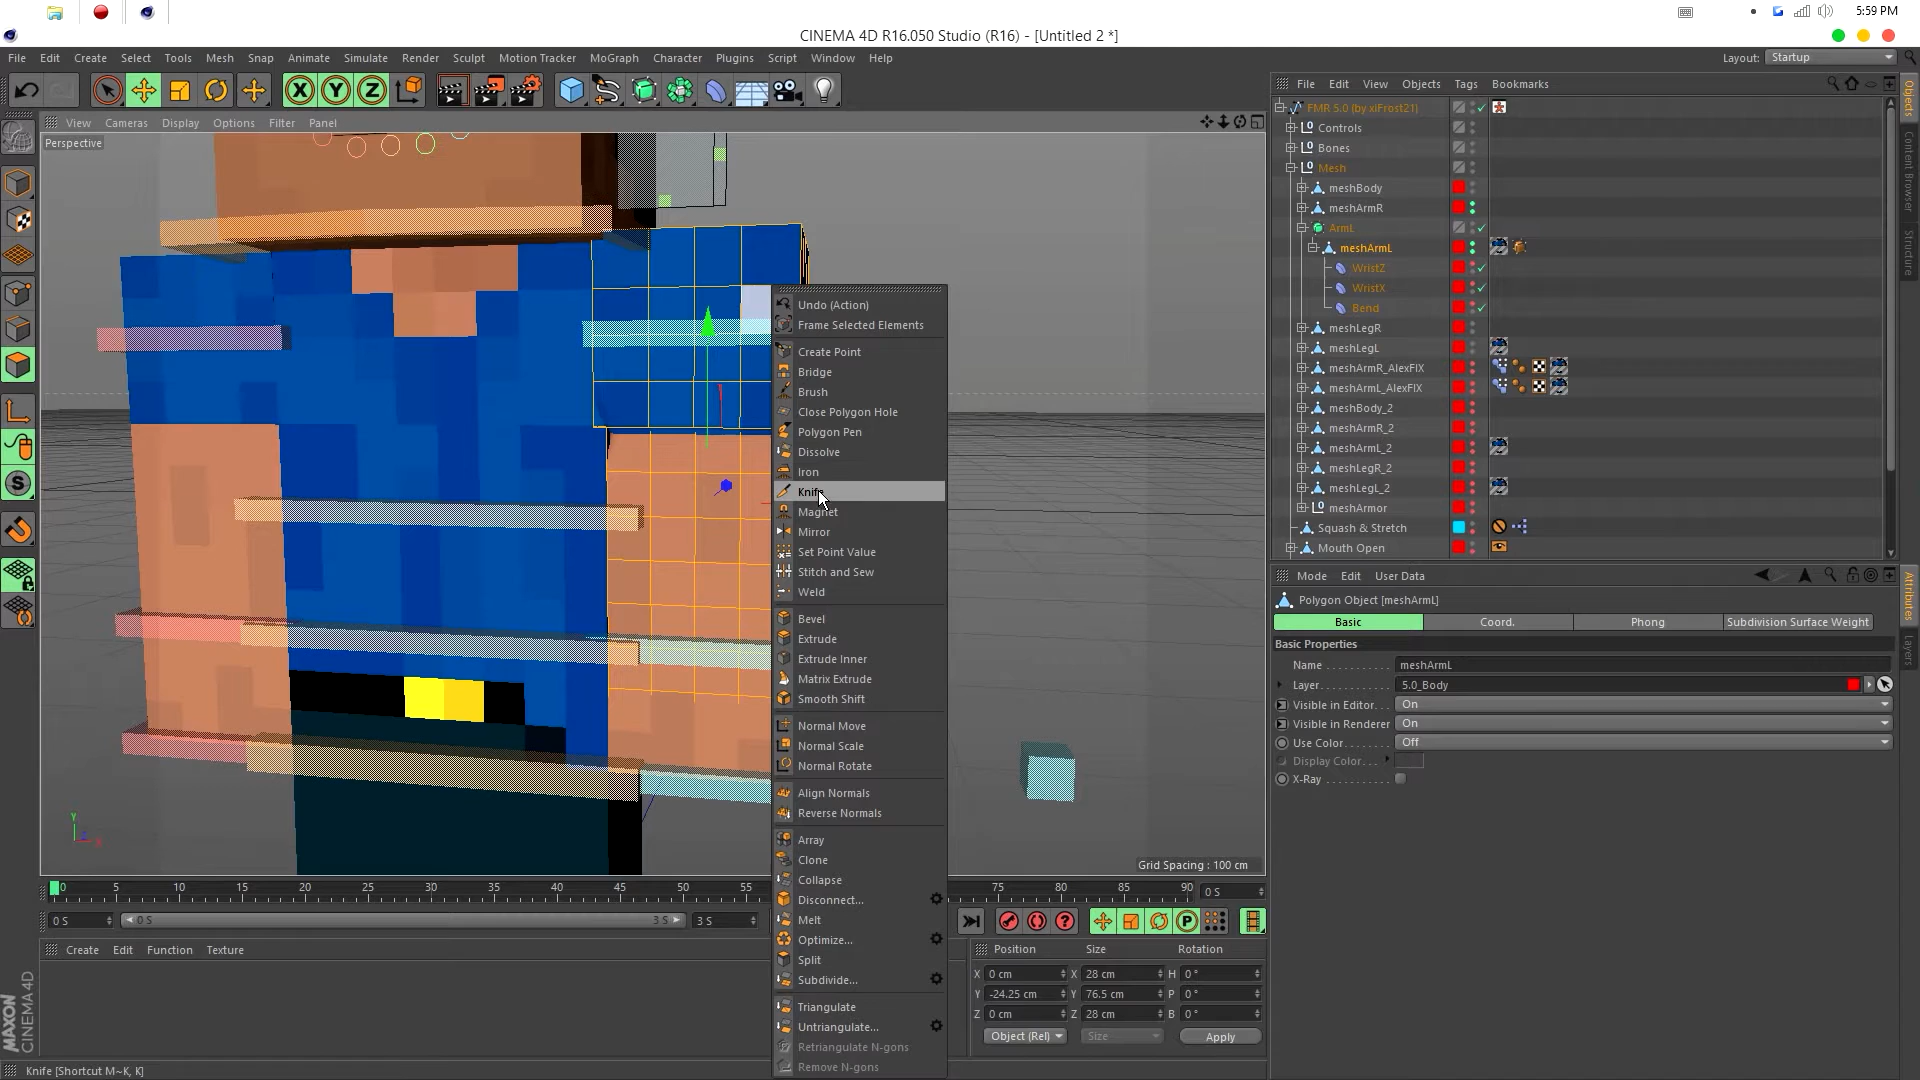 5:59 PM
CINEMA 4D R16.050 Studio (R16) - [Untitled 2 *]
File Edit Create Select Tools Mesh Snap Animate Simulate Render Sculpt Motion Tracker MoGraph Character Plugins Script Window Help
Layout: Startup
X Y Z
View Cameras Display Options Filter Panel
Perspective
Undo (Action)
Frame Selected Elements
Create Point
Bridge
Brush
Close Polygon Hole
Polygon Pen
Dissolve
Iron
Knife
Magnet
Mirror
Set Point Value
Stitch and Sew
Weld
Bevel
Extrude
Extrude Inner
Matrix Extrude
Smooth Shift
Normal Move
Normal Scale
Normal Rotate
Align Normals
Reverse Normals
Array
Clone
Collapse
Disconnect...
Melt
Optimize...
Split
Subdivide...
Triangulate
Untriangulate...
Retriangulate N-gons
Remove N-gons
Y
Z
X
Grid Spacing : 100 cm
0 5 10 15 20 25 30 35 40 45 50 55 75 80 85 90 0 S
0 S 0 S 3 S 3 S
P
Create Edit Function Texture
Position Size Rotation
X 0 cm X 28 cm H 0 °
Y -24.25 cm Y 76.5 cm P 0 °
Z 0 cm Z 28 cm B 0 °
Object (Rel) Size Apply
MAXON
CINEMA 4D
Knife [Shortcut M~K, K]
File Edit View Objects Tags Bookmarks
FMR 5.0 (by xiFrost21)
Controls
Bones
Mesh
meshBody
meshArmR
ArmL
meshArmL
WristZ
WristX
Bend
meshLegR
meshLegL
meshArmR_AlexFIX
meshArmL_AlexFIX
meshBody_2
meshArmR_2
meshArmL_2
meshLegR_2
meshLegL_2
meshArmor
Squash & Stretch
Mouth Open
Objects
Content Browser
Structure
Mode Edit User Data
Polygon Object [meshArmL]
Basic Coord. Phong Subdivision Surface Weight
Basic Properties
Name meshArmL
Layer 5.0_Body
Visible in Editor On
Visible in Renderer On
Use Color Off
Display Color
X-Ray
Attributes
Layers